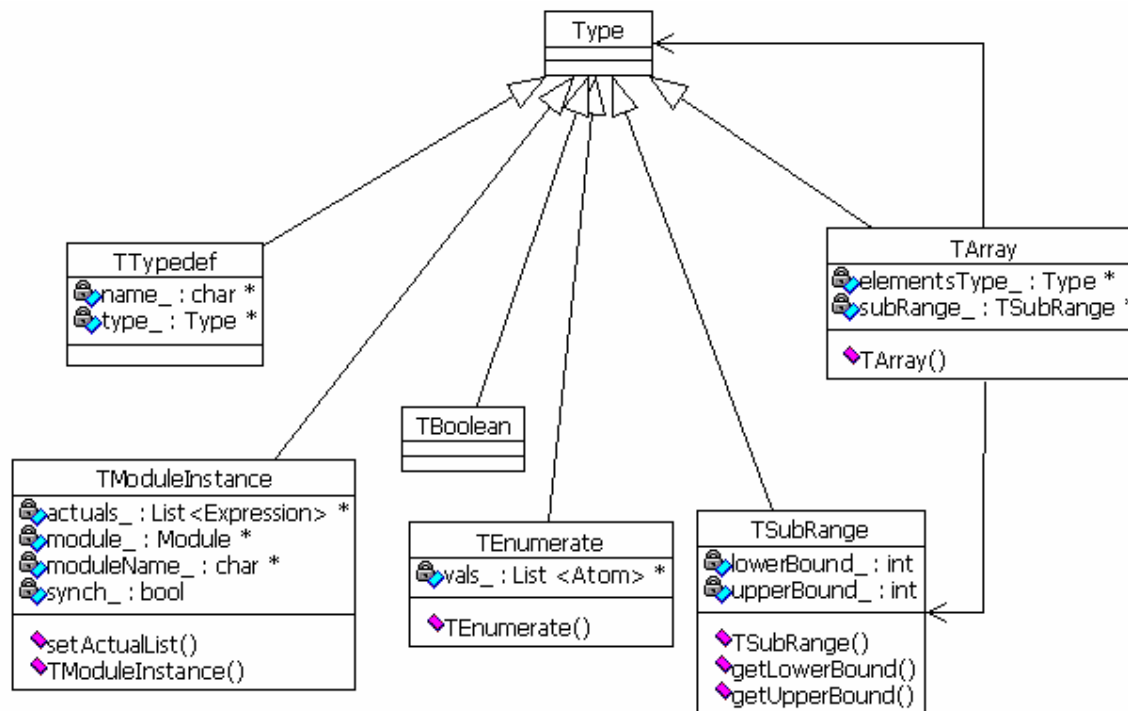 Type
TTypedef
name_ : char *
type_ : Type *
TArray
elementsType_ : Type *
subRange_ : TSubRange *
TArray()
TBoolean
TModuleInstance
actuals_ : List <Expression> *
module_ : Module *
moduleName_ : char *
synch_ : bool
setActualList()
TModuleInstance()
TEnumerate
vals_ : List <Atom> *
TEnumerate()
TSubRange
lowerBound_ : int
upperBound_ : int
TSubRange()
getLowerBound()
getUpperBound()